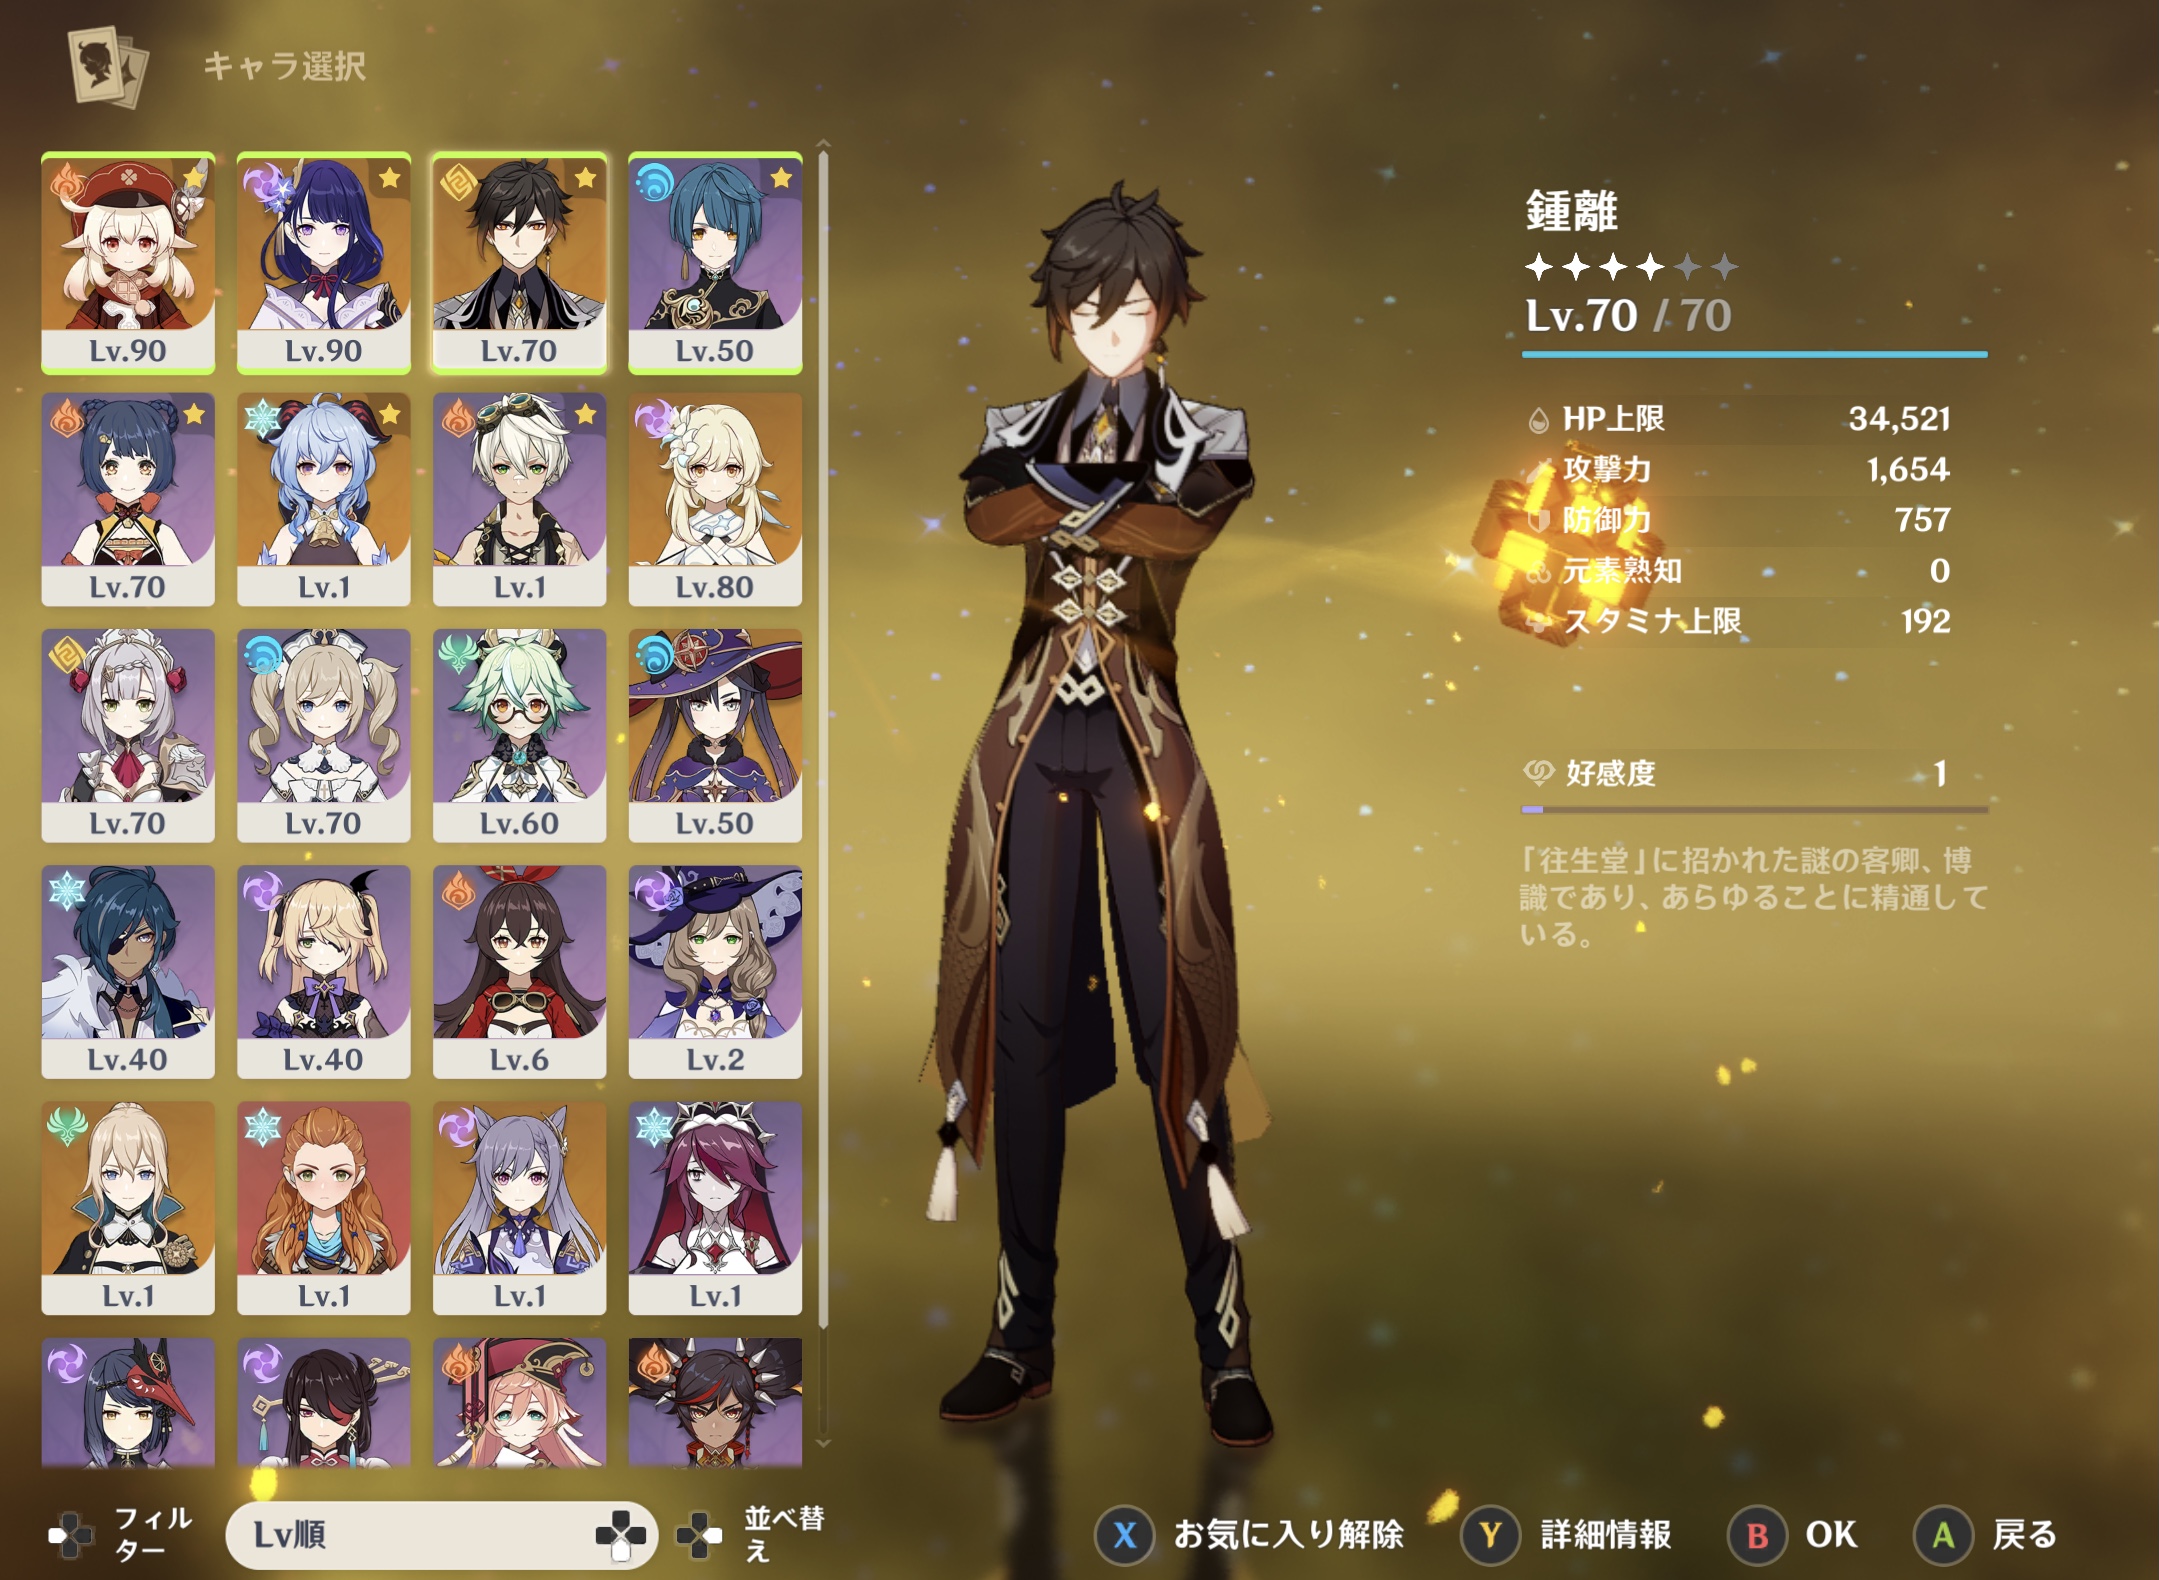 キャラ選択
Lv.90
Lv.90
Lv.70
Lv.50
Lv.70
Lv.1
Lv.1
Lv.80
Lv.70
Lv.70
Lv.60
Lv.50
Lv.40
Lv.40
Lv.6
Lv.2
Lv.1
Lv.1
Lv.1
Lv.1
鍾離
Lv.70 / 70
HP上限 34,521
攻撃力 1,654
防御力 757
元素熟知 0
スタミナ上限 192
好感度 1
「往生堂」に招かれた謎の客卿、博
識であり、あらゆることに精通して
いる。
フィル
ター
Lv順
並べ替
え
X お気に入り解除
Y 詳細情報
B OK
A 戻る